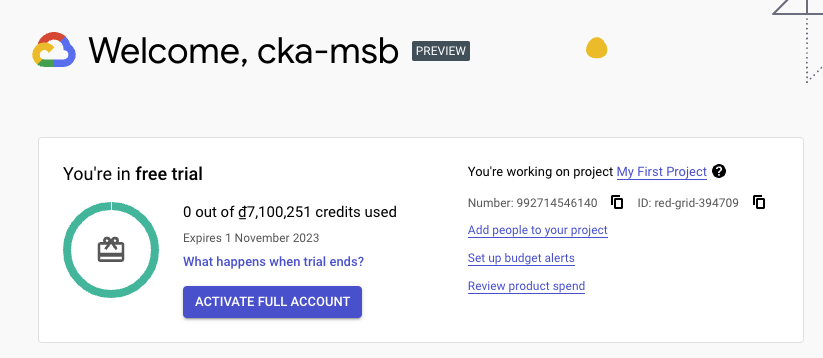 Welcome, cka-msb PREVIEW
You're in free trial
0 out of ₫7,100,251 credits used
Expires 1 November 2023
What happens when trial ends?
ACTIVATE FULL ACCOUNT
You're working on project My First Project ?
Number: 992714546140 ID: red-grid-394709
Add people to your project
Set up budget alerts
Review product spend